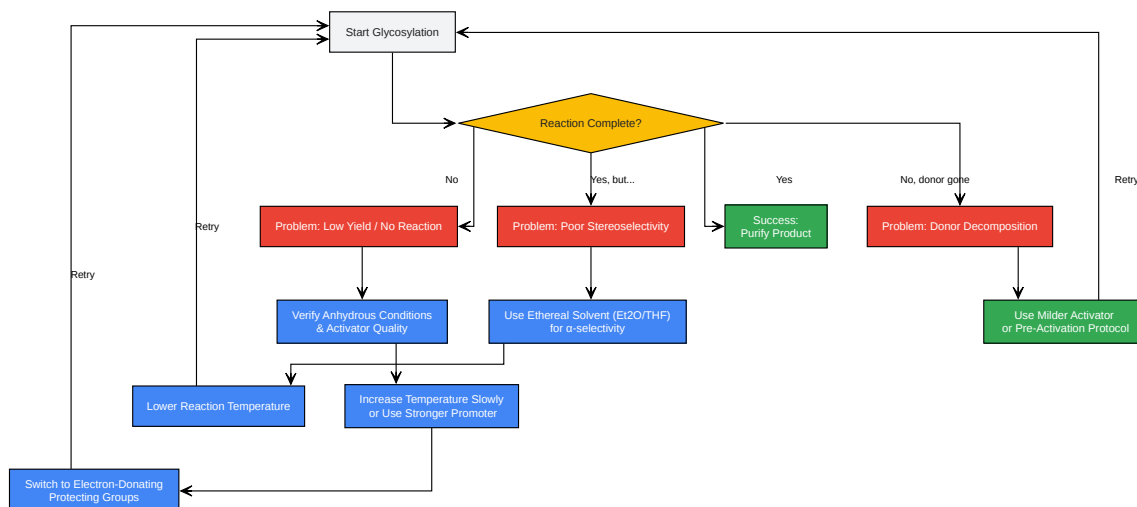 Start Glycosylation
Reaction Complete?
No
Yes, but...
Yes
No, donor gone
Retry
Problem: Low Yield / No Reaction
Problem: Poor Stereoselectivity
Success:
Purify Product
Problem: Donor Decomposition
Retry
Retry
Verify Anhydrous Conditions
& Activator Quality
Use Ethereal Solvent (Et2O/THF)
for α-selectivity
Use Milder Activator
or Pre-Activation Protocol
Lower Reaction Temperature
Increase Temperature Slowly
or Use Stronger Promoter
Switch to Electron-Donating
Protecting Groups